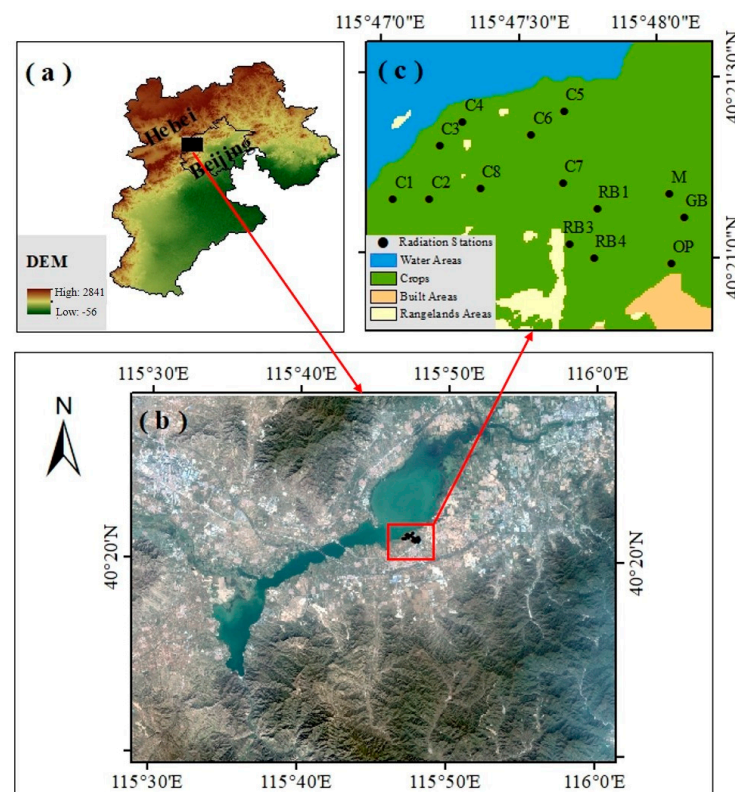 115°47'0"E 115°47'30"E 115°48'0"E
( a )
Hebei
Beijing
DEM
High: 2841
Low: -56
( c )
C5
C4
C6
C3
C1
C2
C8
C7
M
RB1
GB
RB3
RB4
OP
Radiation Stations
Water Areas
Crops
Built Areas
Rangelands Areas
40°21'30"N
40°21'0"N
115°30'E 115°40'E 115°50'E 116°0'E
N
( b )
40°20'N
40°20'N
115°30'E 115°40'E 115°50'E 116°0'E